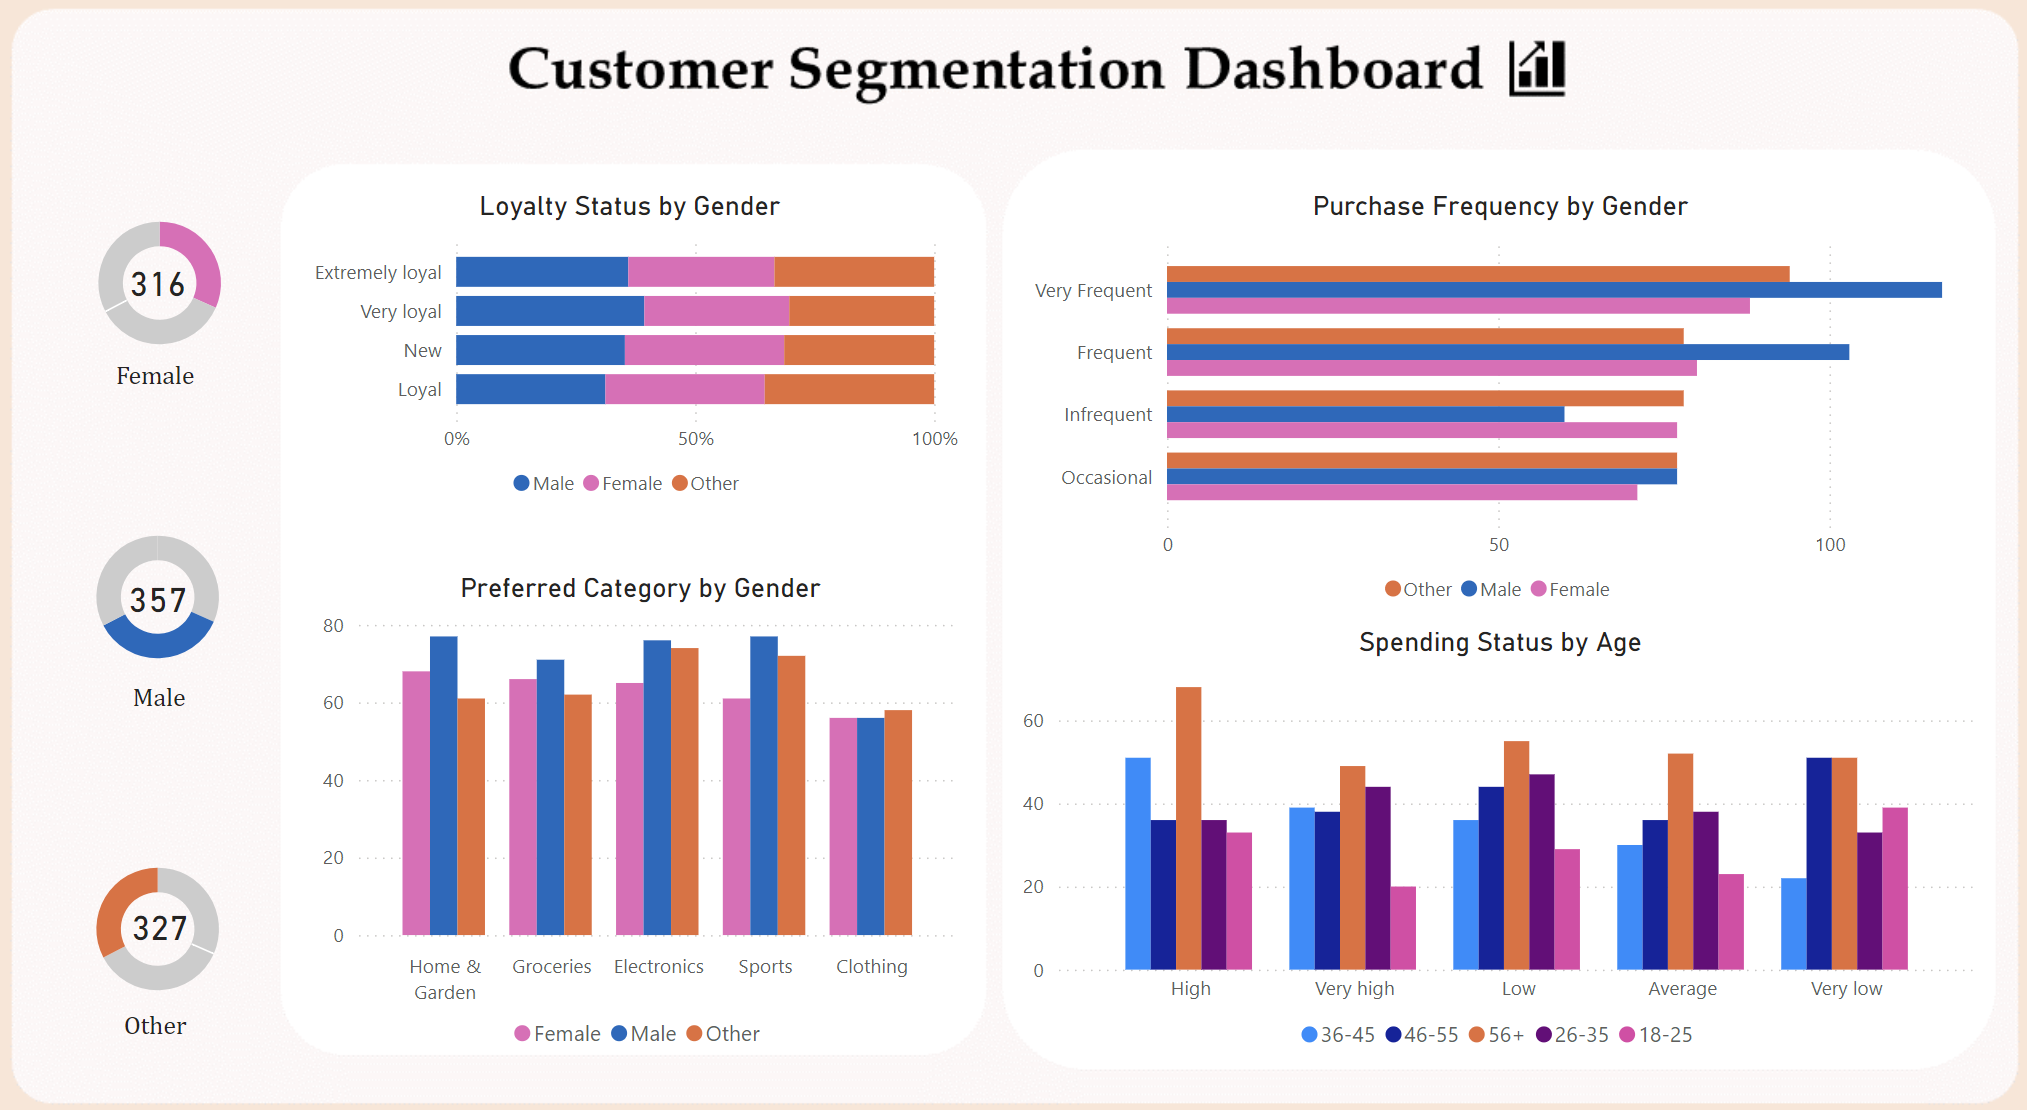 Customer Segmentation Dashboard
316
Female
357
Male
327
Other
Loyalty Status by Gender
Extremely loyal
Very loyal
New
Loyal
0% 50% 100%
Male Female Other
Preferred Category by Gender
80
60
40
20
0
Home & Garden Groceries Electronics Sports Clothing
Female Male Other
Purchase Frequency by Gender
Very Frequent
Frequent
Infrequent
Occasional
0 50 100
Other Male Female
Spending Status by Age
60
40
20
0
High Very high Low Average Very low
36-45 46-55 56+ 26-35 18-25